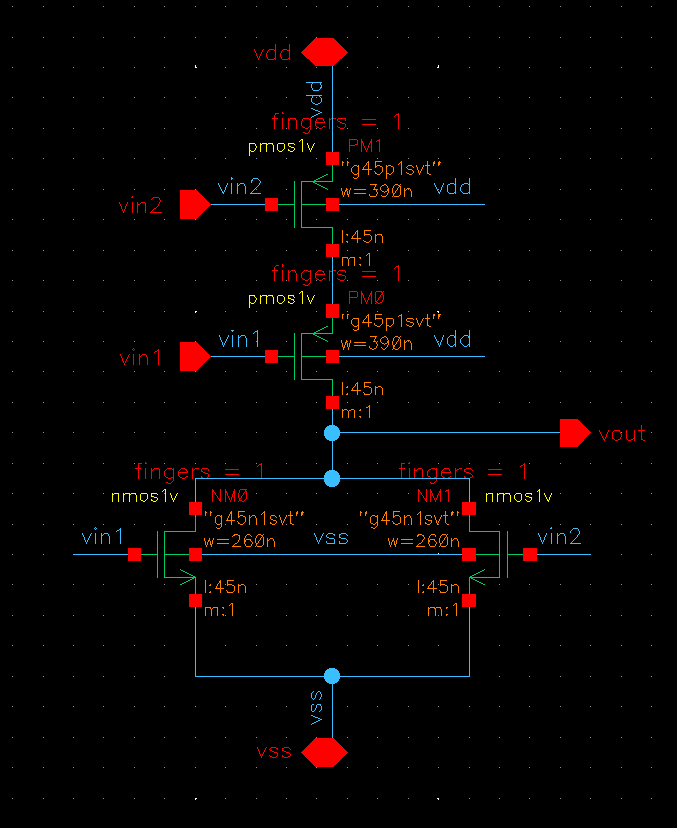 vdd
vdd
fingers = 1
pmos1v PM1
"g45p1svt"
vin2 vin2 w=390n vdd
l:45n
m:1
fingers = 1
pmos1v PM0
"g45p1svt"
vin1 vin1 w=390n vdd
l:45n
m:1
vout
fingers = 1 fingers = 1
nmos1v NM0 NM1 nmos1v
"g45n1svt" "g45n1svt"
vin1 w=260n vss w=260n vin2
l:45n l:45n
m:1 m:1
vss
vss